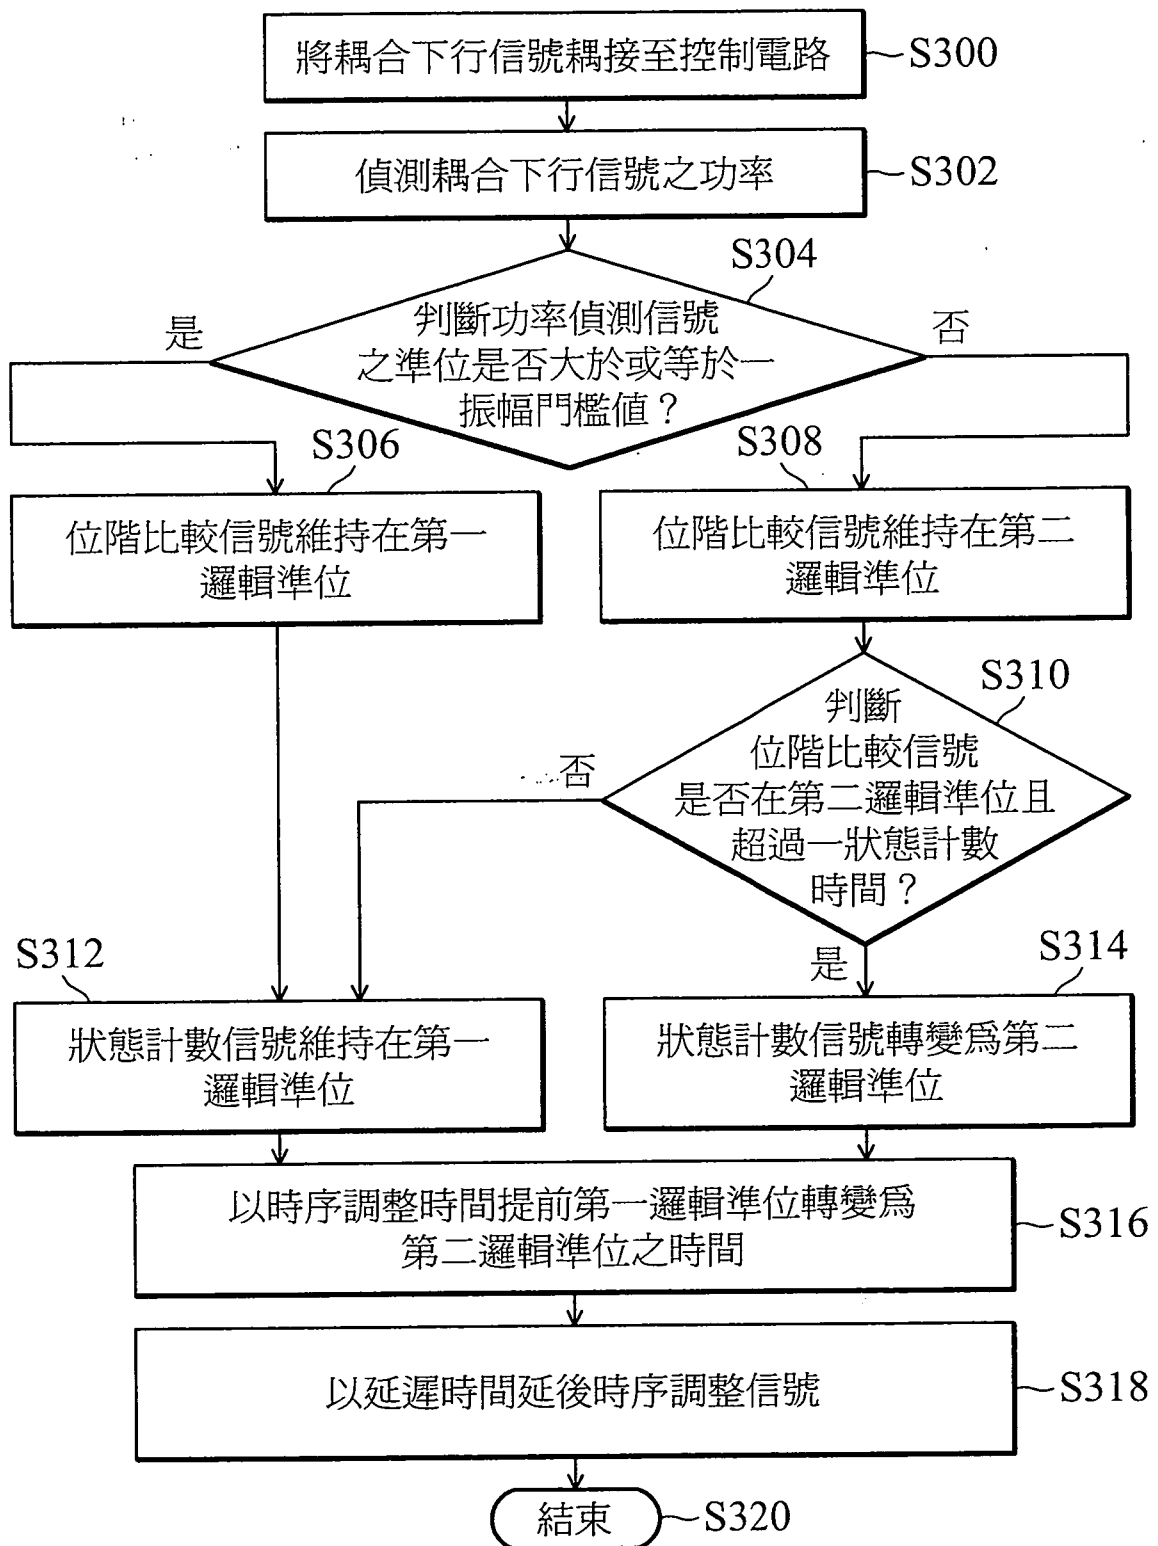 將耦合下行信號耦接至控制電路
S300
偵測耦合下行信號之功率
S302
S304
判斷功率偵測信號
之準位是否大於或等於一
振幅門檻值？
是
否
S306
位階比較信號維持在第一
邏輯準位
S308
位階比較信號維持在第二
邏輯準位
S310
判斷
位階比較信號
是否在第二邏輯準位且
超過一狀態計數
時間？
否
是
S312
狀態計數信號維持在第一
邏輯準位
S314
狀態計數信號轉變爲第二
邏輯準位
以時序調整時間提前第一邏輯準位轉變爲
第二邏輯準位之時間
S316
以延遲時間延後時序調整信號
S318
結束
S320